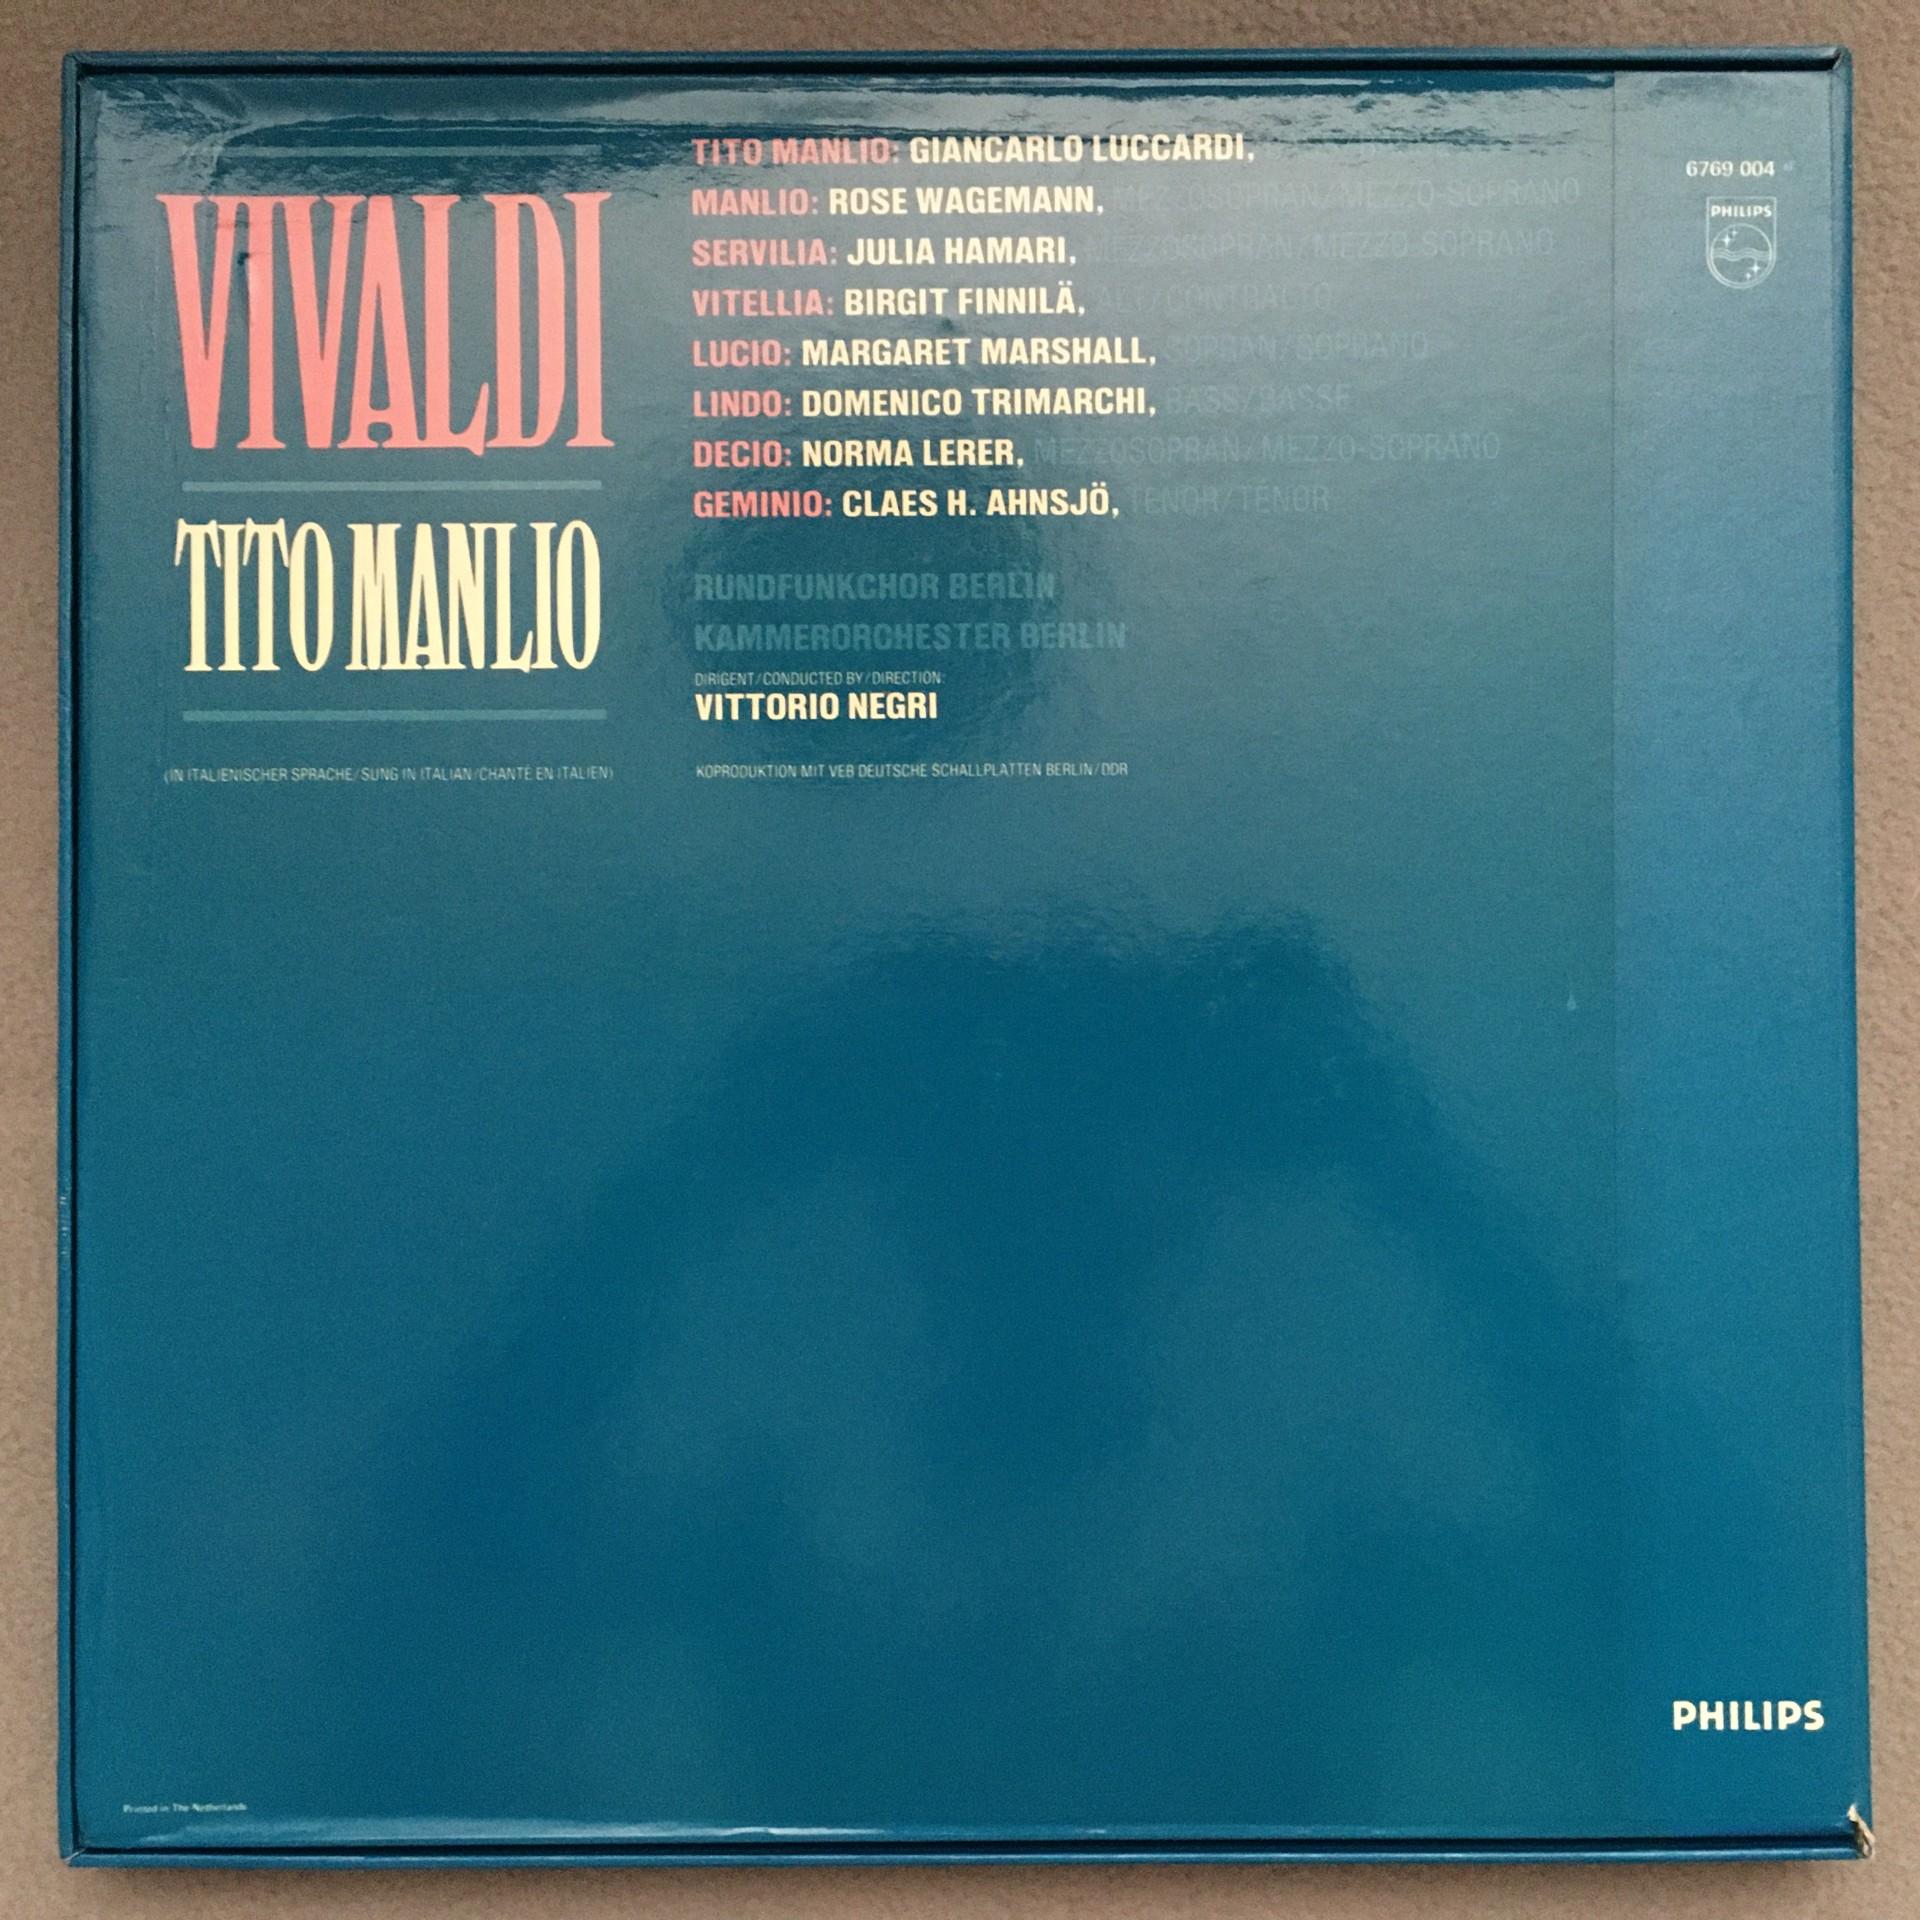 VIVALDI
TITO MANLIO
(IN ITALIENISCHER SPRACHE/SUNG IN ITALIAN/CHANTÉ EN ITALIEN)
TITO MANLIO: GIANCARLO LUCCARDI,
MANLIO: ROSE WAGEMANN, MEZZOSOPRAN/MEZZO-SOPRANO
SERVILIA: JULIA HAMARI, MEZZOSOPRAN/MEZZO-SOPRANO
VITELLIA: BIRGIT FINNILÄ, ALT/CONTRALTO
LUCIO: MARGARET MARSHALL, SOPRAN/SOPRANO
LINDO: DOMENICO TRIMARCHI, BASS/BASSE
DECIO: NORMA LERER, MEZZOSOPRAN/MEZZO-SOPRANO
GEMINIO: CLAES H. AHNSJÖ, TENOR/TÉNOR
RUNDFUNKCHOR BERLIN
KAMMERORCHESTER BERLIN
DIRIGENT/CONDUCTED BY/DIRECTION:
VITTORIO NEGRI
KOPRODUKTION MIT VEB DEUTSCHE SCHALLPLATTEN BERLIN/DDR
6769 004
PHILIPS
PHILIPS
Printed in The Netherlands